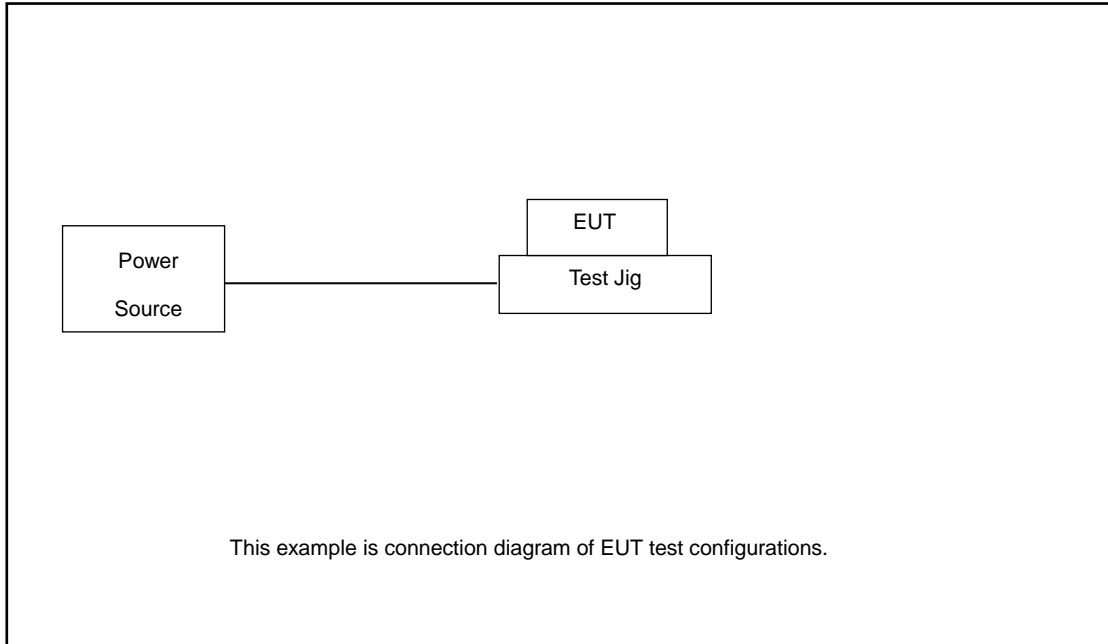 EUT
Power
Source
Test Jig
This example is connection diagram of EUT test configurations.